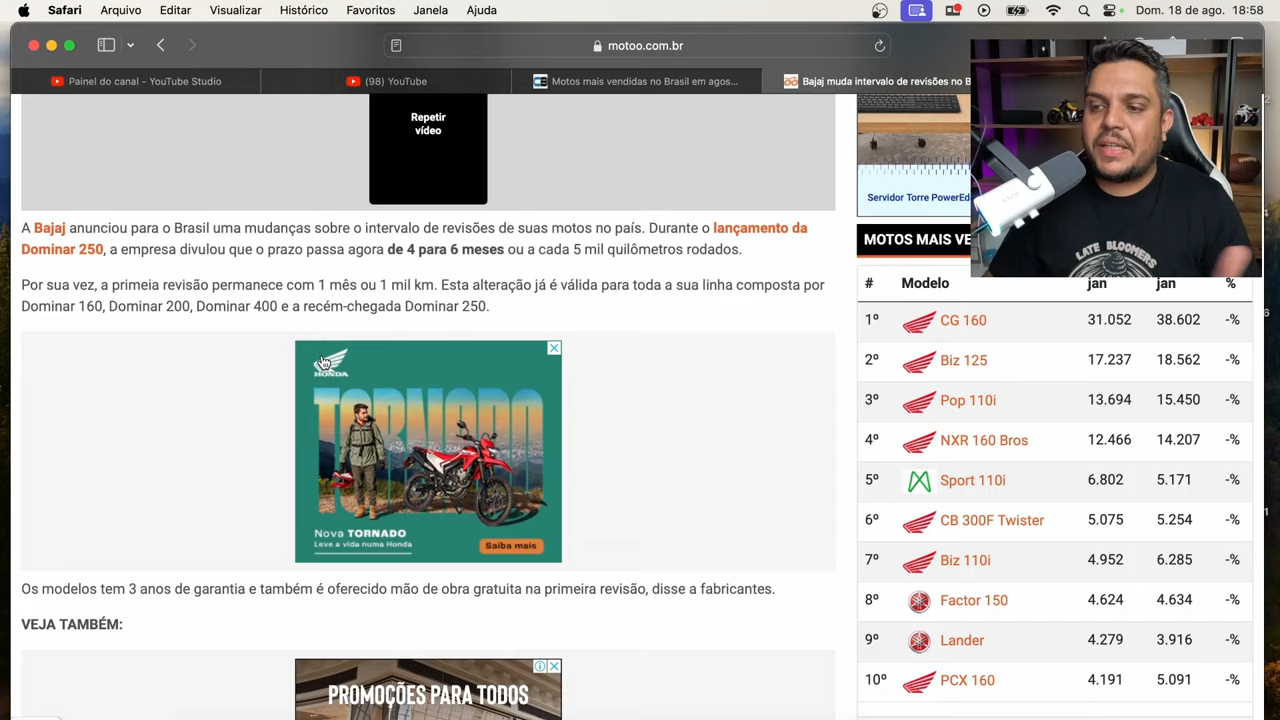 Safari Arquivo Editar Visualizar Histórico Favoritos Janela Ajuda Dom. 18 de ago. 18:58
motoo.com.br
Painel do canal - YouTube Studio (98) YouTube Motos mais vendidas no Brasil em agos... Bajaj muda intervalo de revisões no B
Repetir
vídeo
A Bajaj anunciou para o Brasil uma mudanças sobre o intervalo de revisões de suas motos no país. Durante o lançamento da
Dominar 250, a empresa divulou que o prazo passa agora de 4 para 6 meses ou a cada 5 mil quilômetros rodados.
Por sua vez, a primeia revisão permanece com 1 mês ou 1 mil km. Esta alteração já é válida para toda a sua linha composta por
Dominar 160, Dominar 200, Dominar 400 e a recém-chegada Dominar 250.
HONDA
TORNADO
Nova TORNADO
Leve a vida numa Honda
Saiba mais
Os modelos tem 3 anos de garantia e também é oferecido mão de obra gratuita na primeira revisão, disse a fabricantes.
VEJA TAMBÉM:
PROMOÇÕES PARA TODOS
Servidor Torre PowerEd
MOTOS MAIS VE
# Modelo jan jan %
1º CG 160 31.052 38.602 -%
2º Biz 125 17.237 18.562 -%
3º Pop 110i 13.694 15.450 -%
4º NXR 160 Bros 12.466 14.207 -%
5º Sport 110i 6.802 5.171 -%
6º CB 300F Twister 5.075 5.254 -%
7º Biz 110i 4.952 6.285 -%
8º Factor 150 4.624 4.634 -%
9º Lander 4.279 3.916 -%
10º PCX 160 4.191 5.091 -%
LATE BLOOMERS